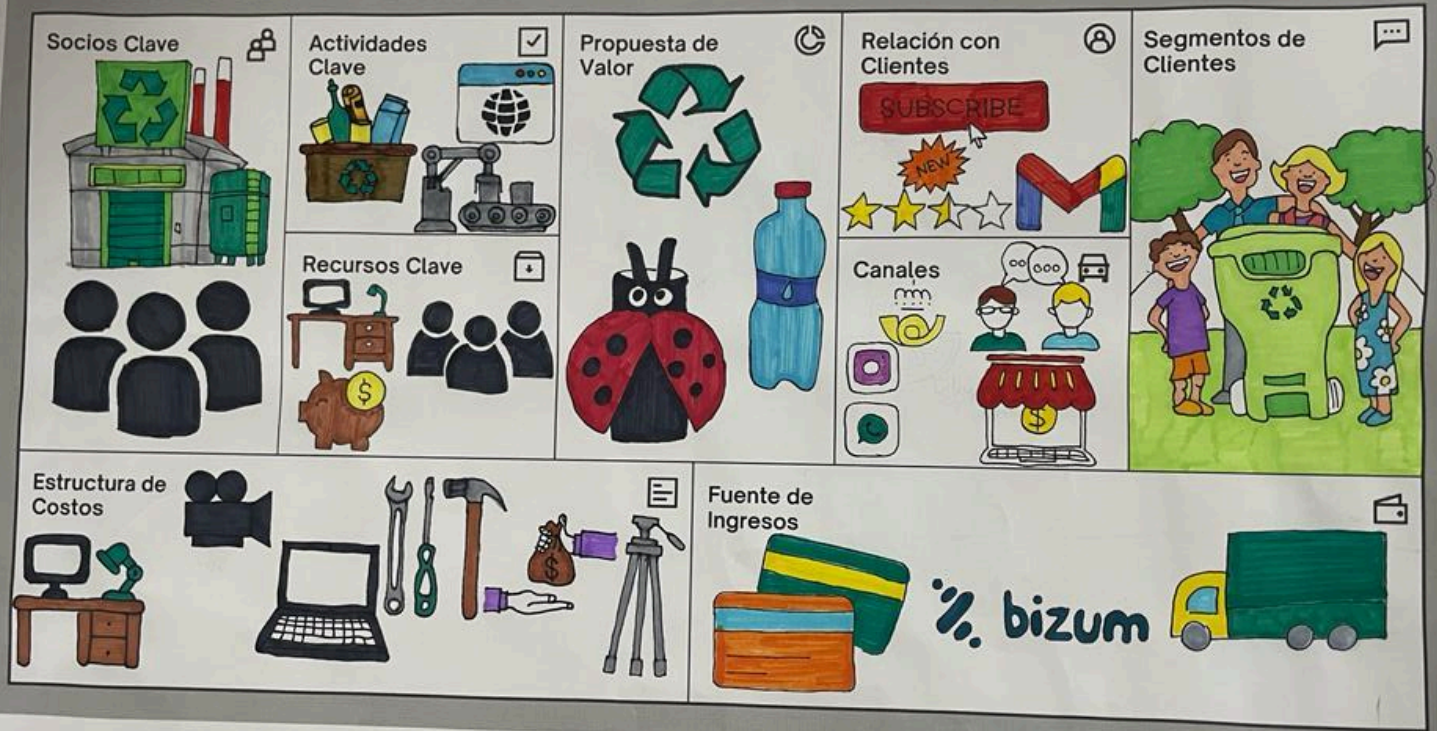 Socios Clave
Actividades
Clave
Propuesta de
Valor
Relación con
Clientes
SUBSCRIBE
NEW
Segmentos de
Clientes
Recursos Clave
$
Canales
$
Estructura de
Costos
$
Fuente de
Ingresos
bizum